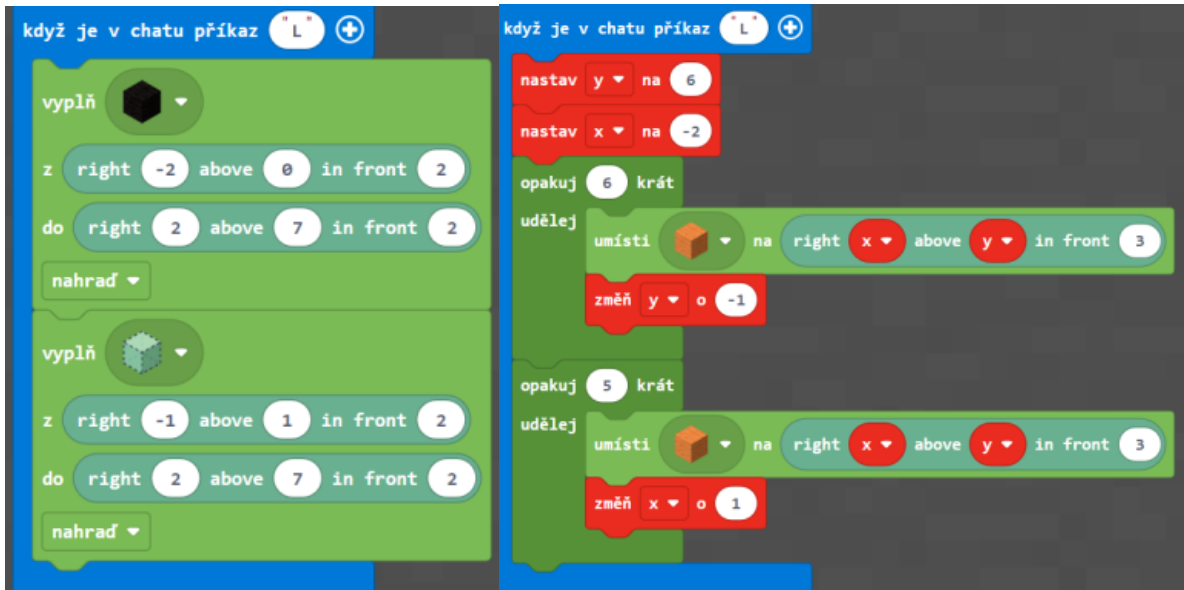 když je v chatu příkaz "L"
vyplň
z right -2 above 0 in front 2
do right 2 above 7 in front 2
nahraď
vyplň
z right -1 above 1 in front 2
do right 2 above 7 in front 2
nahraď
když je v chatu příkaz "L"
nastav y na 6
nastav x na -2
opakuj 6 krát
udělej
umísti na right x above y in front 3
změň y o -1
opakuj 5 krát
udělej
umísti na right x above y in front 3
změň x o 1